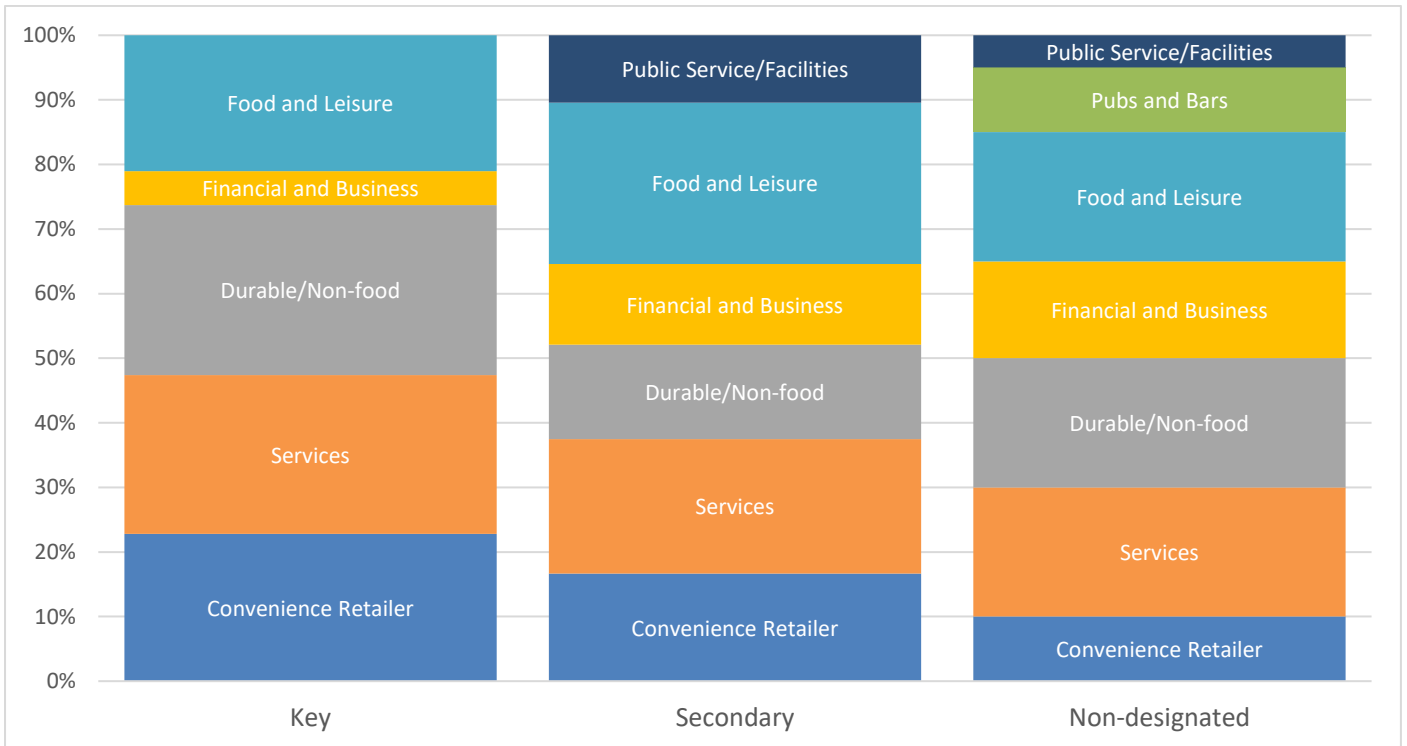 100%
90%
80%
70%
60%
50%
40%
30%
20%
10%
0%
Food and Leisure
Financial and Business
Durable/Non-food
Services
Convenience Retailer
Public Service/Facilities
Food and Leisure
Financial and Business
Durable/Non-food
Services
Convenience Retailer
Public Service/Facilities
Pubs and Bars
Food and Leisure
Financial and Business
Durable/Non-food
Services
Convenience Retailer
Key
Secondary
Non-designated